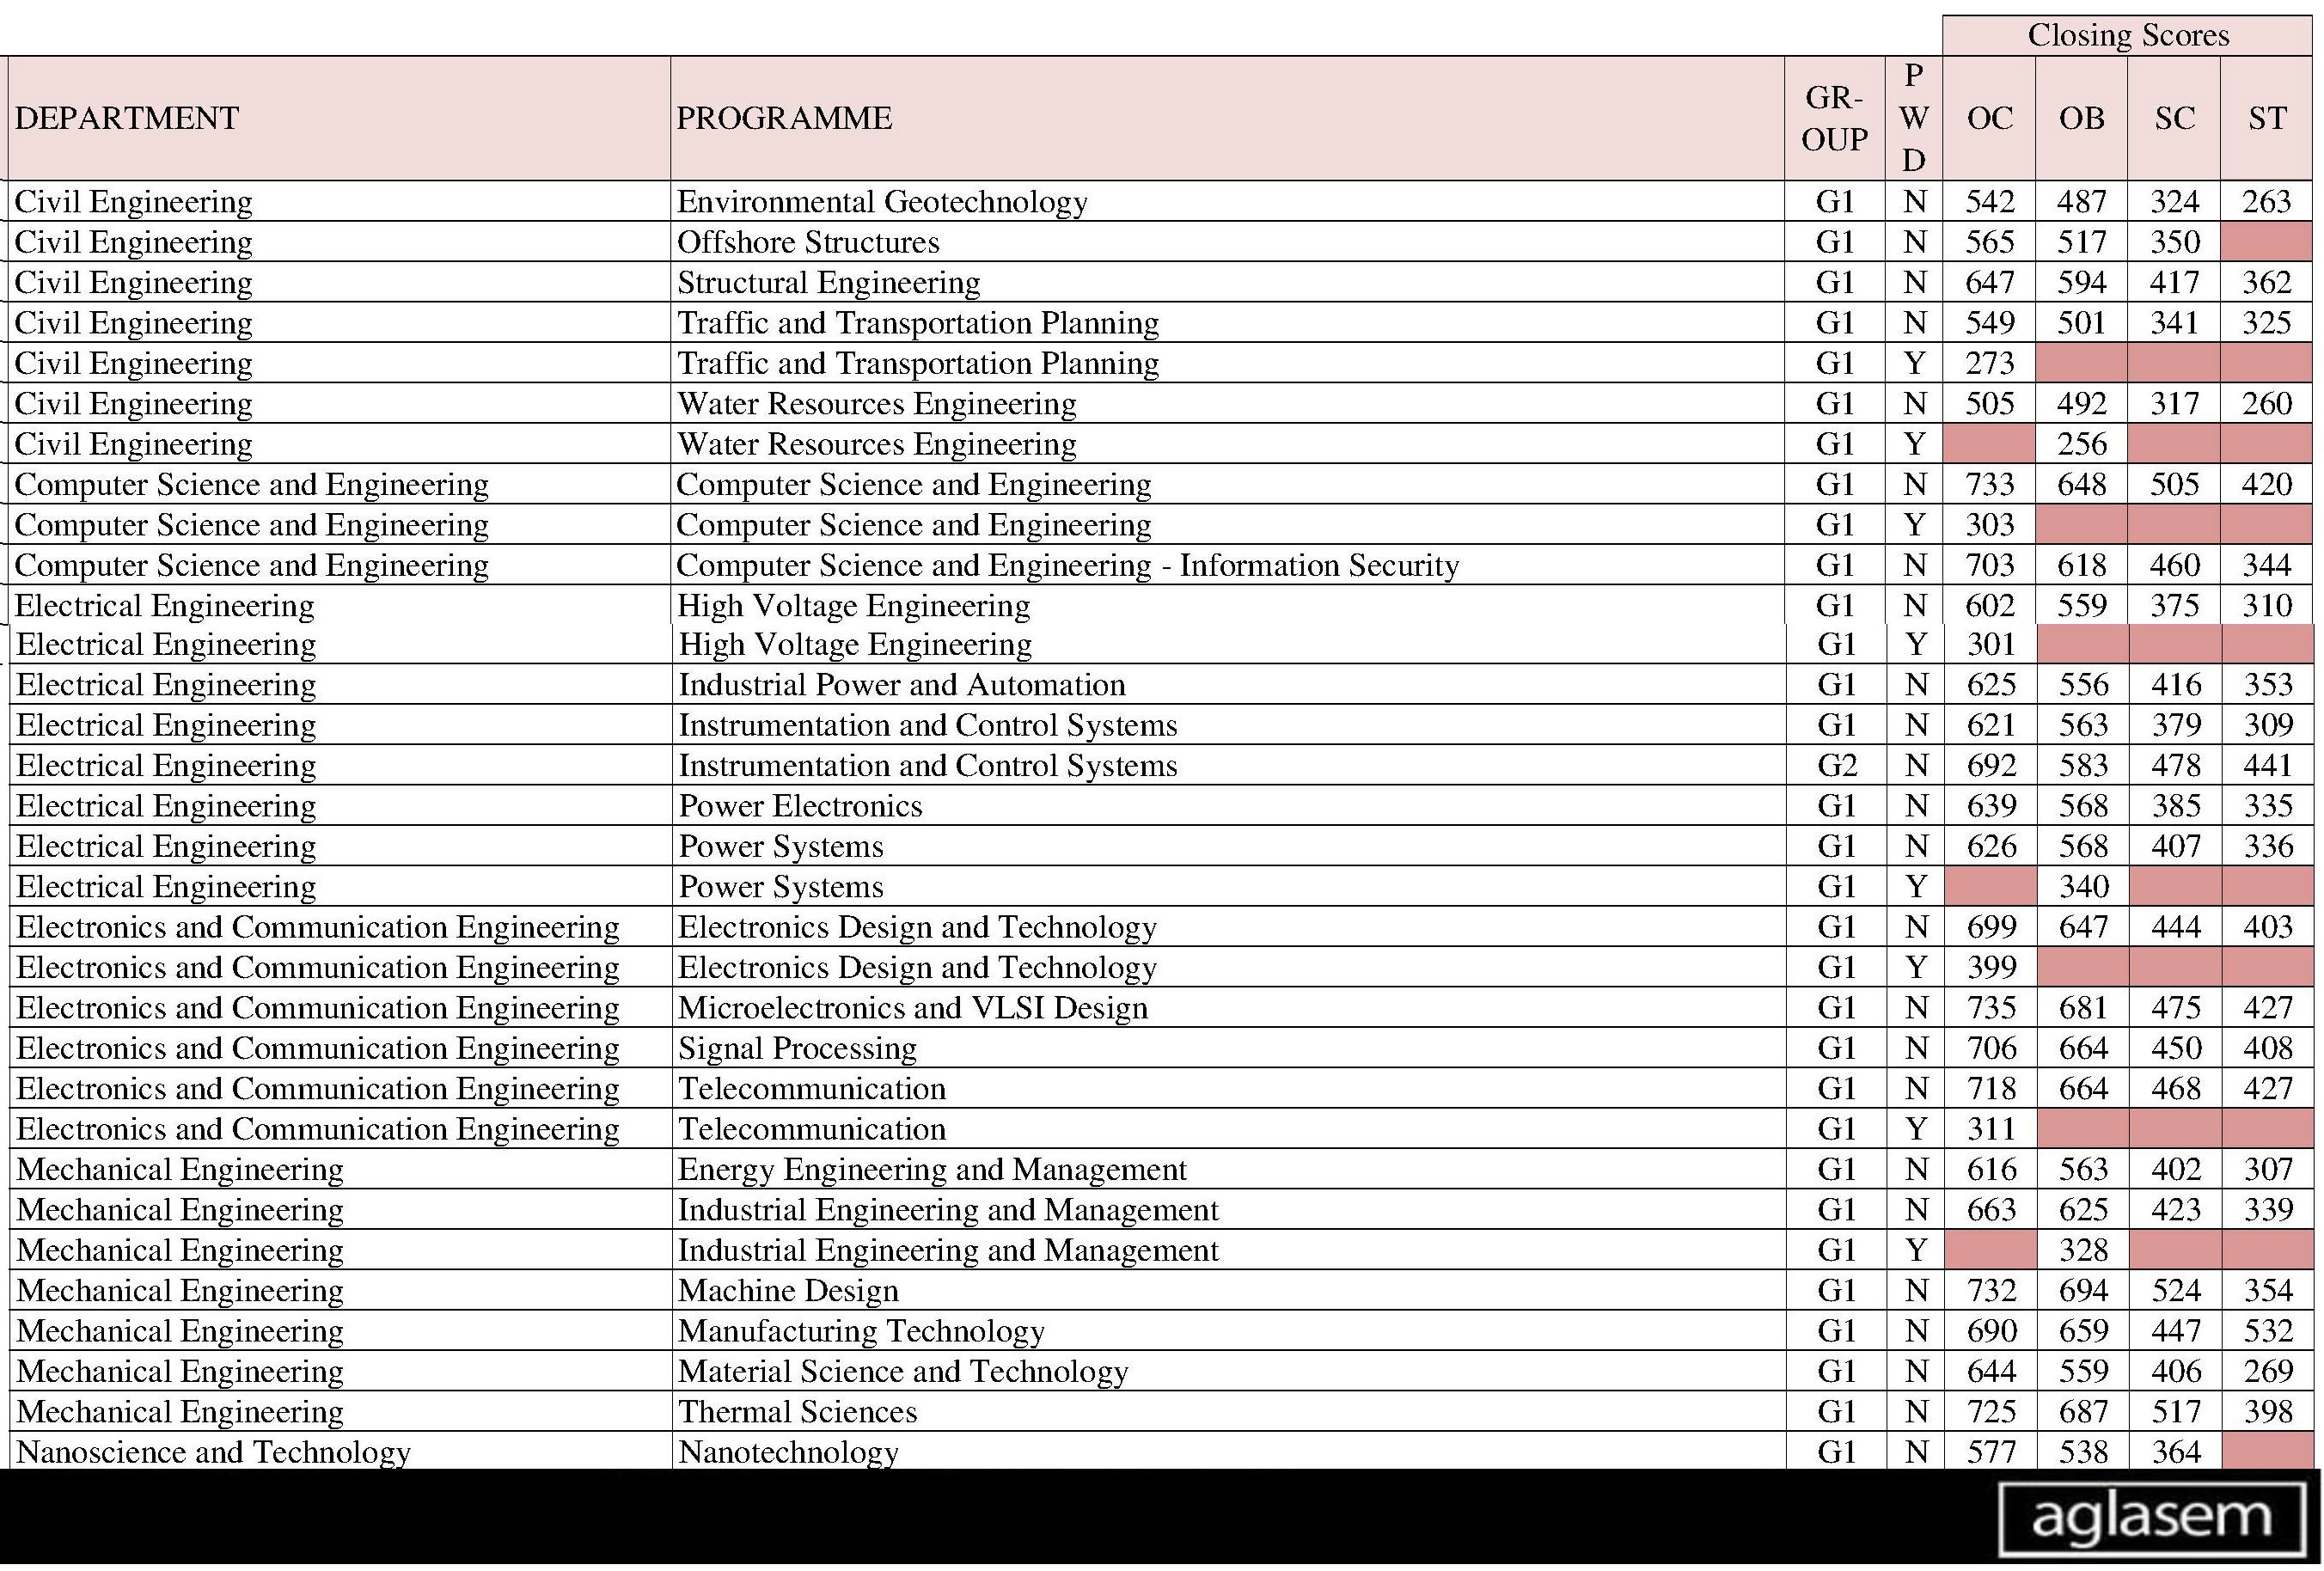 Closing Scores
DEPARTMENT PROGRAMME GR-OUP PWD OC OB SC ST
Civil Engineering Environmental Geotechnology G1 N 542 487 324 263
Civil Engineering Offshore Structures G1 N 565 517 350
Civil Engineering Structural Engineering G1 N 647 594 417 362
Civil Engineering Traffic and Transportation Planning G1 N 549 501 341 325
Civil Engineering Traffic and Transportation Planning G1 Y 273
Civil Engineering Water Resources Engineering G1 N 505 492 317 260
Civil Engineering Water Resources Engineering G1 Y 256
Computer Science and Engineering Computer Science and Engineering G1 N 733 648 505 420
Computer Science and Engineering Computer Science and Engineering G1 Y 303
Computer Science and Engineering Computer Science and Engineering - Information Security G1 N 703 618 460 344
Electrical Engineering High Voltage Engineering G1 N 602 559 375 310
Electrical Engineering High Voltage Engineering G1 Y 301
Electrical Engineering Industrial Power and Automation G1 N 625 556 416 353
Electrical Engineering Instrumentation and Control Systems G1 N 621 563 379 309
Electrical Engineering Instrumentation and Control Systems G2 N 692 583 478 441
Electrical Engineering Power Electronics G1 N 639 568 385 335
Electrical Engineering Power Systems G1 N 626 568 407 336
Electrical Engineering Power Systems G1 Y 340
Electronics and Communication Engineering Electronics Design and Technology G1 N 699 647 444 403
Electronics and Communication Engineering Electronics Design and Technology G1 Y 399
Electronics and Communication Engineering Microelectronics and VLSI Design G1 N 735 681 475 427
Electronics and Communication Engineering Signal Processing G1 N 706 664 450 408
Electronics and Communication Engineering Telecommunication G1 N 718 664 468 427
Electronics and Communication Engineering Telecommunication G1 Y 311
Mechanical Engineering Energy Engineering and Management G1 N 616 563 402 307
Mechanical Engineering Industrial Engineering and Management G1 N 663 625 423 339
Mechanical Engineering Industrial Engineering and Management G1 Y 328
Mechanical Engineering Machine Design G1 N 732 694 524 354
Mechanical Engineering Manufacturing Technology G1 N 690 659 447 532
Mechanical Engineering Material Science and Technology G1 N 644 559 406 269
Mechanical Engineering Thermal Sciences G1 N 725 687 517 398
Nanoscience and Technology Nanotechnology G1 N 577 538 364
aglasem